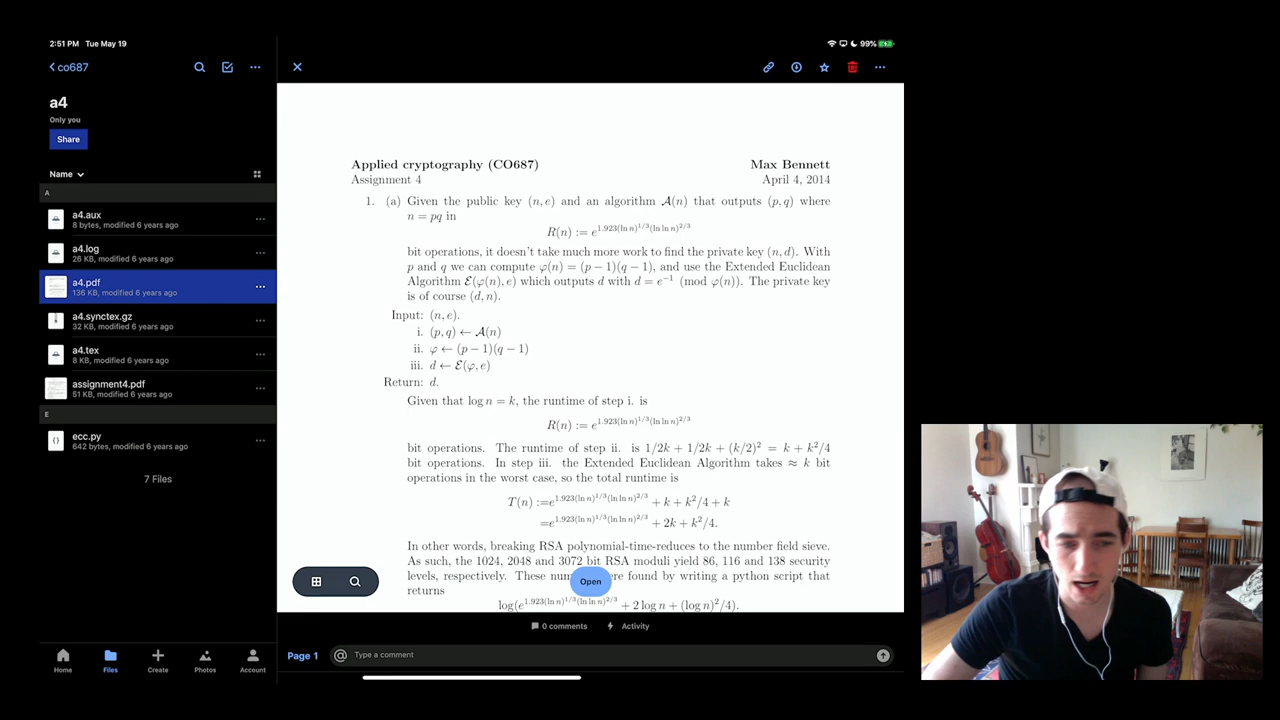 2:51 PM Tue May 19
99%
co687
a4
Only you
Share
Name
A
a4.aux
8 bytes, modified 6 years ago
a4.log
26 KB, modified 6 years ago
a4.pdf
136 KB, modified 6 years ago
a4.synctex.gz
32 KB, modified 6 years ago
a4.tex
8 KB, modified 6 years ago
assignment4.pdf
51 KB, modified 6 years ago
E
ecc.py
642 bytes, modified 6 years ago
7 Files
Home Files Create Photos Account
Applied cryptography (CO687) Max Bennett
Assignment 4 April 4, 2014
1. (a) Given the public key (n, e) and an algorithm 𝒜(n) that outputs (p, q) where
n = pq in
R(n) := e^{1.923(ln n)^{1/3}(ln ln n)^{2/3}}
bit operations, it doesn't take much more work to find the private key (n, d). With
p and q we can compute φ(n) = (p − 1)(q − 1), and use the Extended Euclidean
Algorithm ℰ(φ(n), e) which outputs d with d = e^{−1} (mod φ(n)). The private key
is of course (d, n).
Input: (n, e).
i. (p, q) ← 𝒜(n)
ii. φ ← (p − 1)(q − 1)
iii. d ← ℰ(φ, e)
Return: d.
Given that log n = k, the runtime of step i. is
R(n) := e^{1.923(ln n)^{1/3}(ln ln n)^{2/3}}
bit operations. The runtime of step ii. is 1/2k + 1/2k + (k/2)² = k + k²/4
bit operations. In step iii. the Extended Euclidean Algorithm takes ≈ k bit
operations in the worst case, so the total runtime is
T(n) := e^{1.923(ln n)^{1/3}(ln ln n)^{2/3}} + k + k²/4 + k
= e^{1.923(ln n)^{1/3}(ln ln n)^{2/3}} + 2k + k²/4.
In other words, breaking RSA polynomial-time-reduces to the number field sieve.
As such, the 1024, 2048 and 3072 bit RSA moduli yield 86, 116 and 138 security
levels, respectively. These found by writing a python script that
returns
log(e^{1.923(ln n)^{1/3}(ln ln n)^{2/3}} + 2 log n + (log n)²/4).
Open
0 comments Activity
Page 1 @ Type a comment